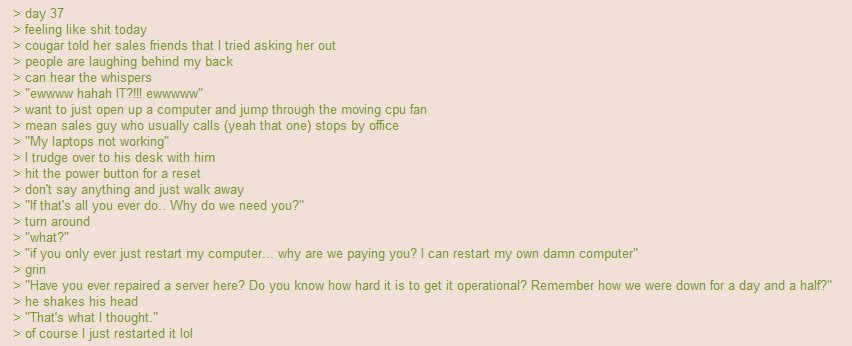 > day 37
> feeling like shit today
> cougar told her sales friends that I tried asking her out
> people are laughing behind my back
> can hear the whispers
> "ewwww hahah IT?!!! ewwwww"
> want to just open up a computer and jump through the moving cpu fan
> mean sales guy who usually calls (yeah that one) stops by office
> "My laptops not working"
> I trudge over to his desk with him
> hit the power button for a reset
> don't say anything and just walk away
> "If that's all you ever do.. Why do we need you?"
> turn around
> "what?"
> "if you only ever just restart my computer... why are we paying you? I can restart my own damn computer"
> grin
> "Have you ever repaired a server here? Do you know how hard it is to get it operational? Remember how we were down for a day and a half?"
> he shakes his head
> "That's what I thought."
> of course I just restarted it lol